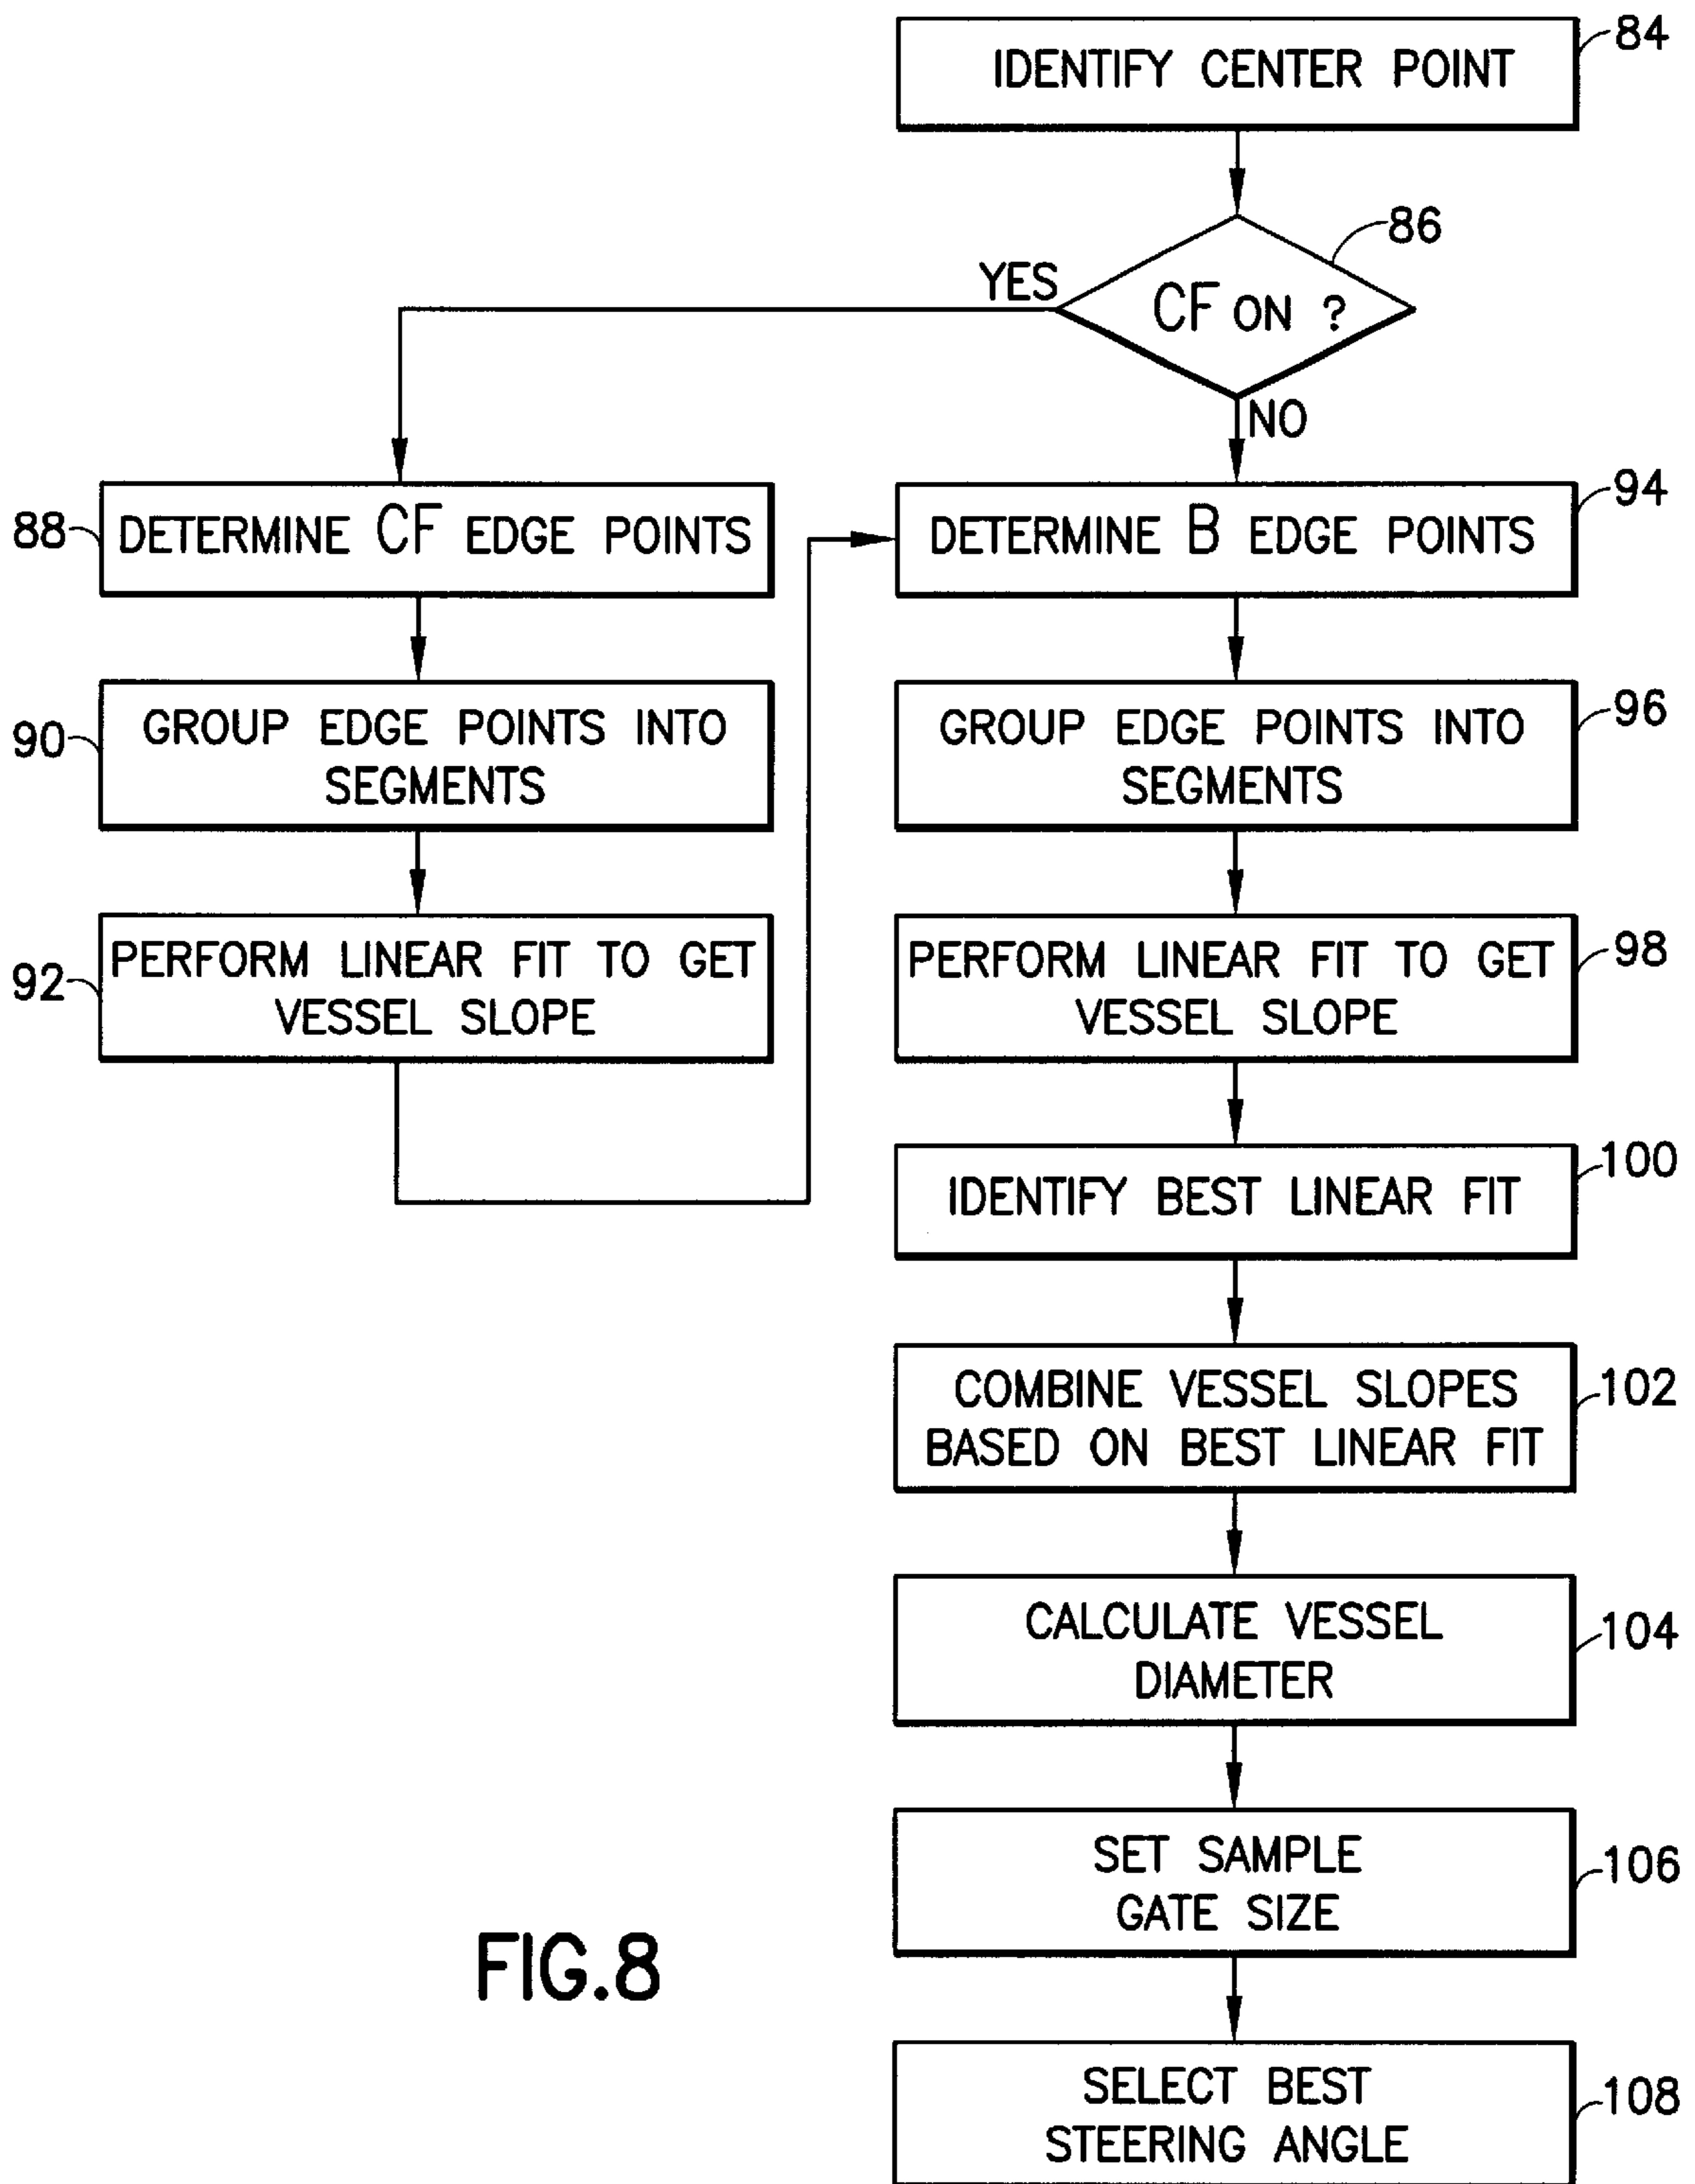 84
IDENTIFY CENTER POINT
86
CF ON ?
YES
NO
88
DETERMINE CF EDGE POINTS
90
GROUP EDGE POINTS INTO
SEGMENTS
92
PERFORM LINEAR FIT TO GET
VESSEL SLOPE
94
DETERMINE B EDGE POINTS
96
GROUP EDGE POINTS INTO
SEGMENTS
98
PERFORM LINEAR FIT TO GET
VESSEL SLOPE
100
IDENTIFY BEST LINEAR FIT
102
COMBINE VESSEL SLOPES
BASED ON BEST LINEAR FIT
104
CALCULATE VESSEL
DIAMETER
106
SET SAMPLE
GATE SIZE
108
SELECT BEST
STEERING ANGLE
FIG.8